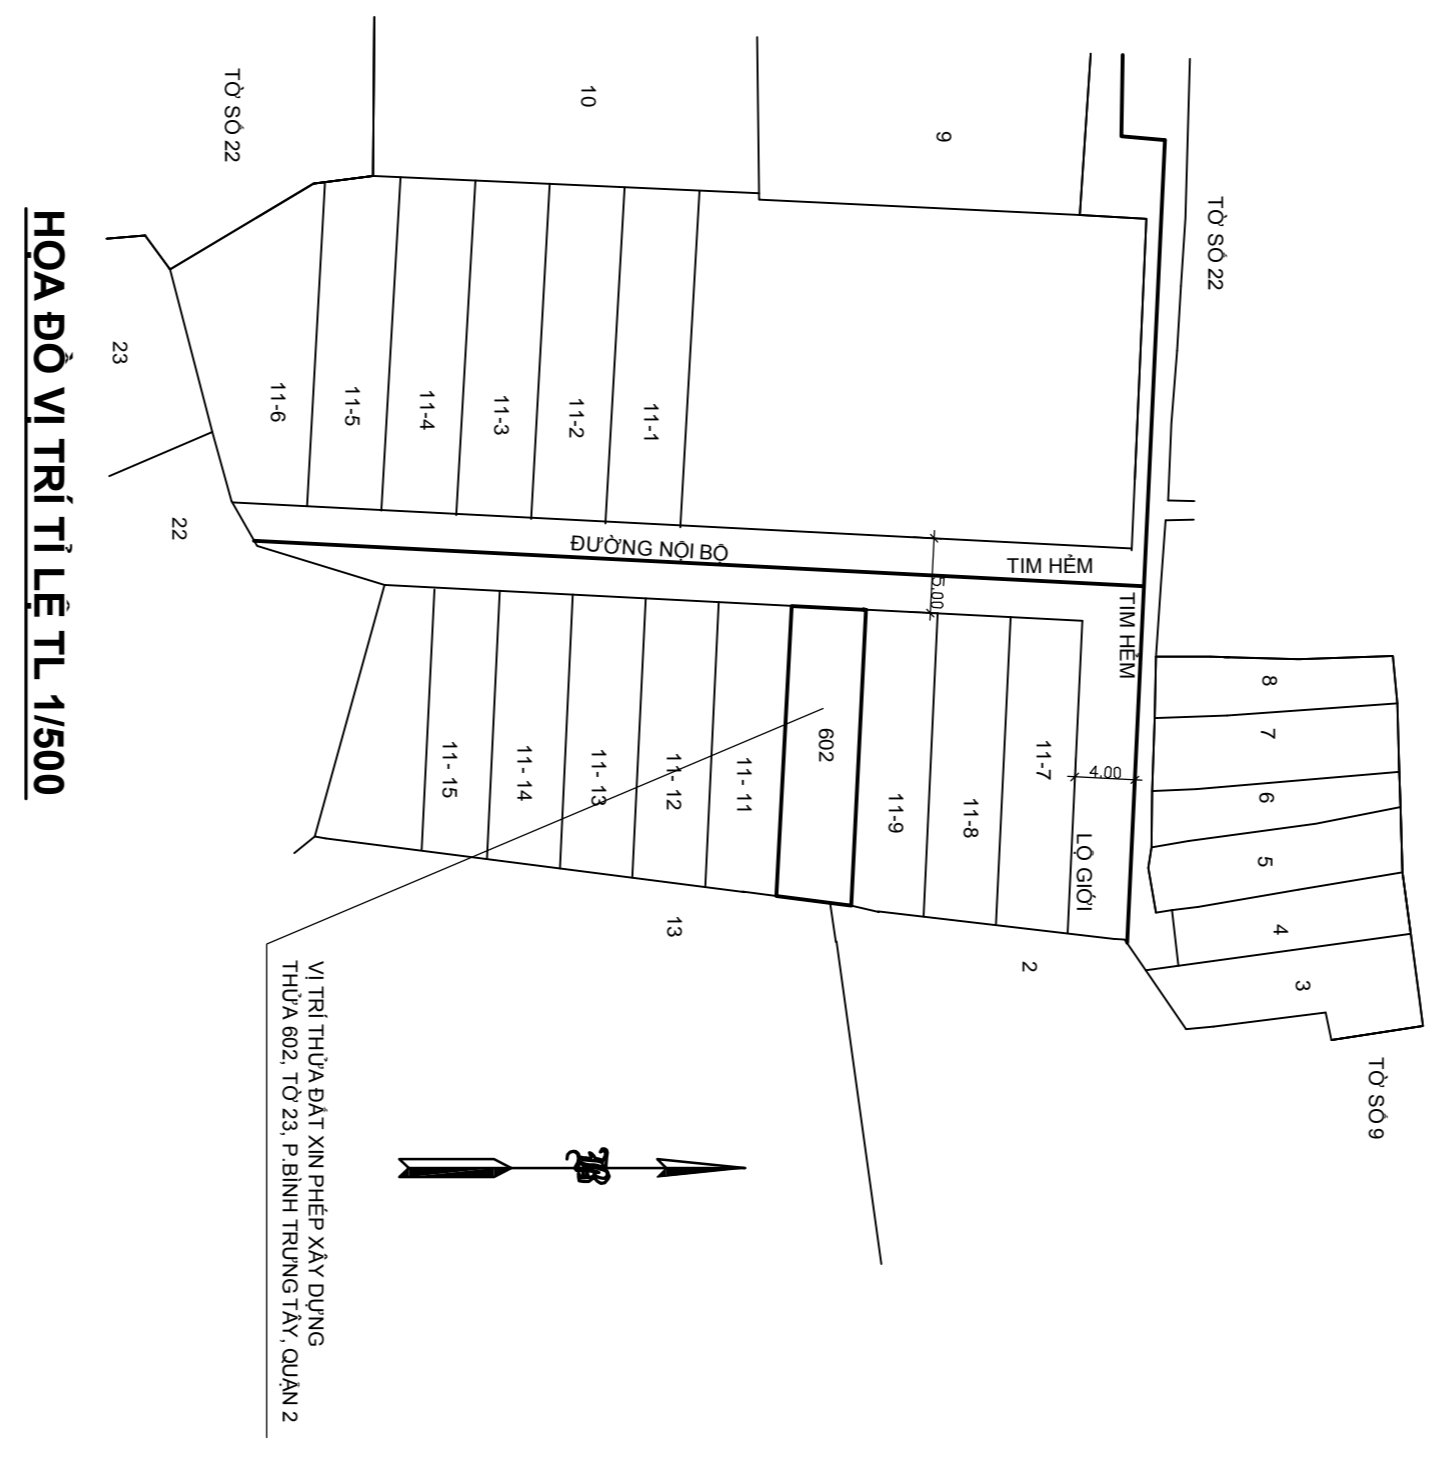 HỌA ĐỒ VỊ TRÍ TỈ LỆ TL 1/500
TỜ SỐ 22
10
9
TỜ SỐ 22
23
22
11-6
11-5
11-4
11-3
11-2
11-1
ĐƯỜNG NỘI BỘ
TIM HẺM
5.00
TIM HẺM
8
7
6
5
4
3
TỜ SỐ 9
4.00
LỘ GIỚI
11-7
11-8
11-9
602
11- 11
11- 12
11- 13
11- 14
11- 15
13
2
VỊ TRÍ THỬA ĐẤT XIN PHÉP XÂY DỰNG
THỬA 602, TỜ 23, P.BÌNH TRƯNG TÂY, QUẬN 2